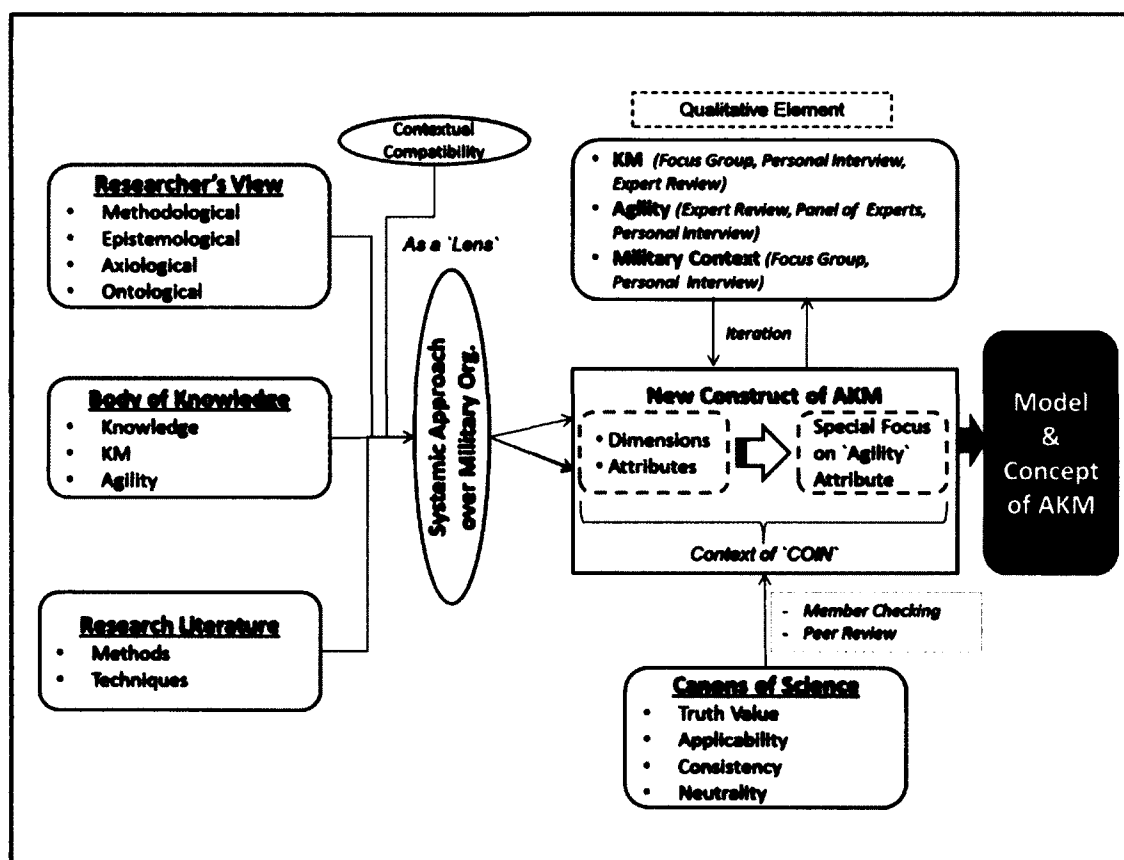 Qualitative Element
Contextual
Compatibility
Researcher's View
• Methodological
• Epistemological
• Axiological
• Ontological
As a `Lens`
• KM (Focus Group, Personal Interview,
Expert Review)
• Agility (Expert Review, Panel of Experts,
Personal Interview)
• Military Context (Focus Group,
Personal Interview)
Iteration
Body of Knowledge
• Knowledge
• KM
• Agility
Systemic Approach
over Military Org.
New Construct of AKM
• Dimensions
• Attributes
Special Focus
on `Agility`
Attribute
Context of `COIN`
Model
&
Concept
of AKM
Research Literature
• Methods
• Techniques
- Member Checking
- Peer Review
Canons of Science
• Truth Value
• Applicability
• Consistency
• Neutrality